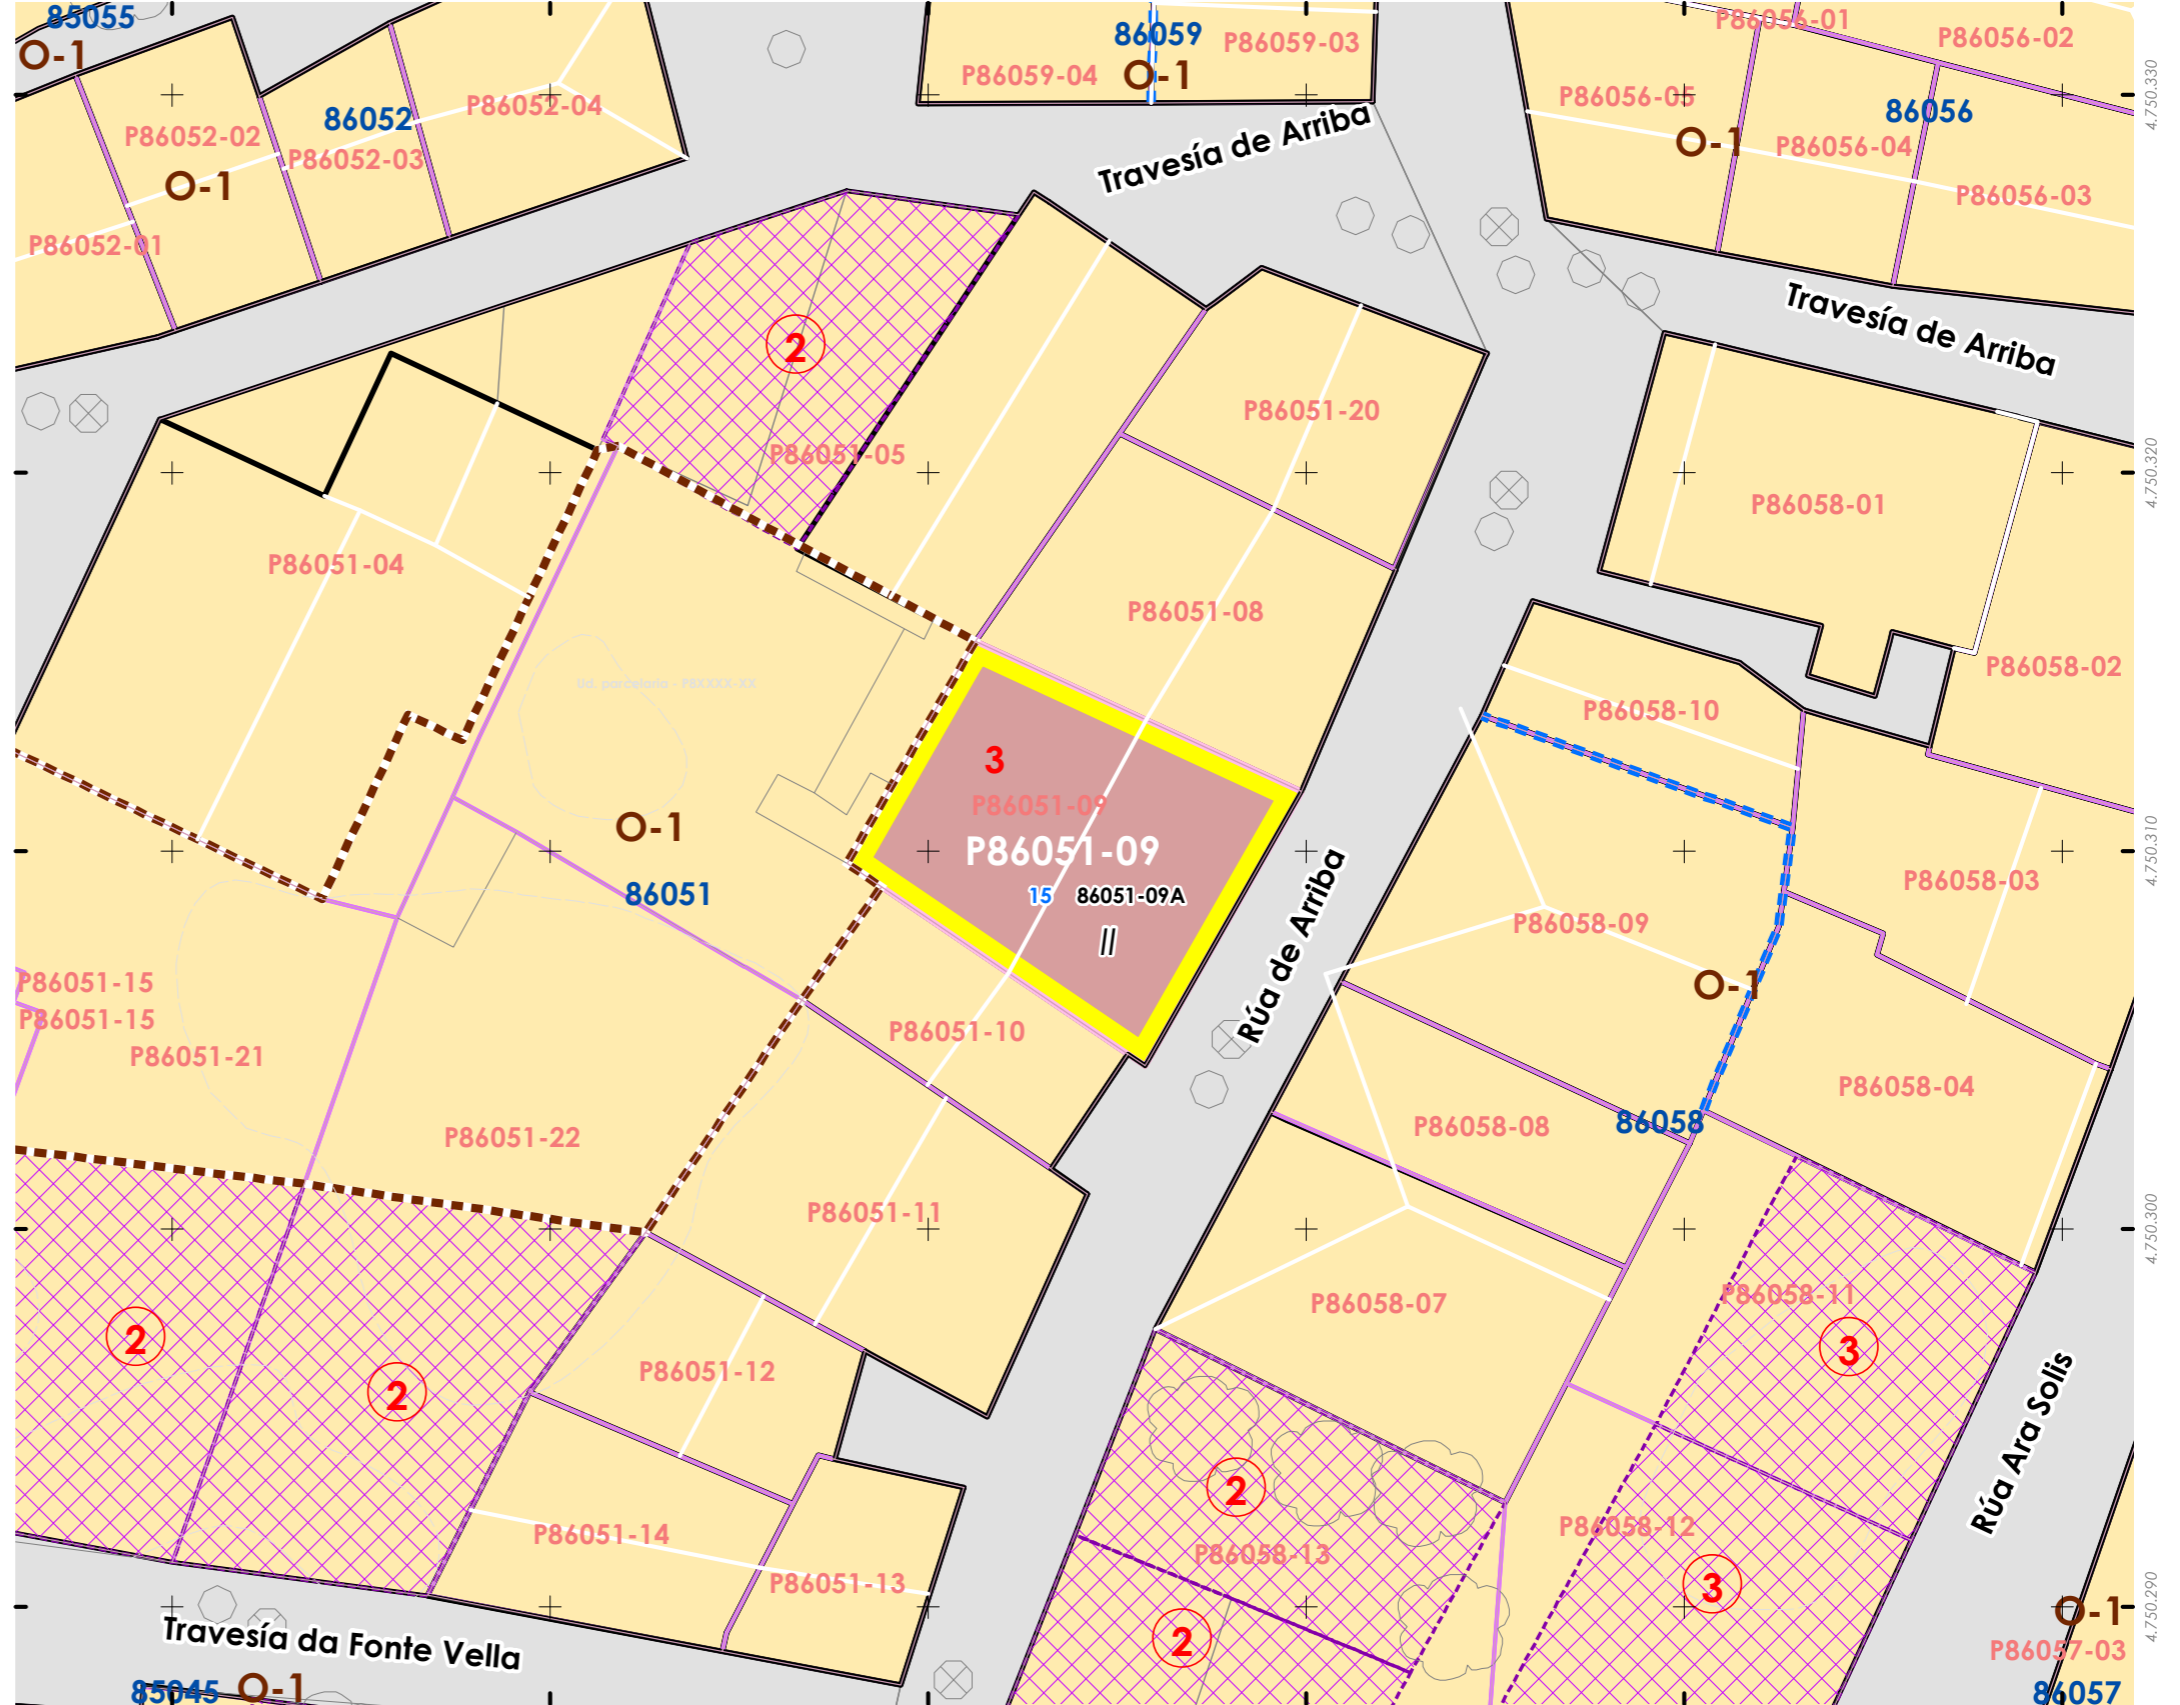 85055
O-1
86059
P86059-03
P86059-04
O-1
P86056-01
P86056-02
P86056-05
86056
O-1
P86056-04
P86056-03
4.750.330
P86052-04
86052
P86052-02
P86052-03
O-1
P86052-01
Travesía de Arriba
Travesía de Arriba
2
P86051-20
P86051-05
4.750.320
P86058-01
P86051-04
P86051-08
P86058-02
Ud. parcelaria - P8XXXX-XX
P86058-10
3
P86051-09
P86051-09
15
86051-09A
II
O-1
86051
4.750.310
P86058-03
P86058-09
O-1
Rúa de Arriba
P86051-15
P86051-15
P86051-21
P86051-10
P86058-04
86058
P86058-08
P86051-22
P86051-11
4.750.300
P86058-11
P86058-07
3
2
2
P86051-12
Rúa Ara Solis
2
P86051-14
P86058-12
P86058-13
P86051-13
3
4.750.290
O-1
Travesía da Fonte Vella
2
P86057-03
85045
O-1
86057